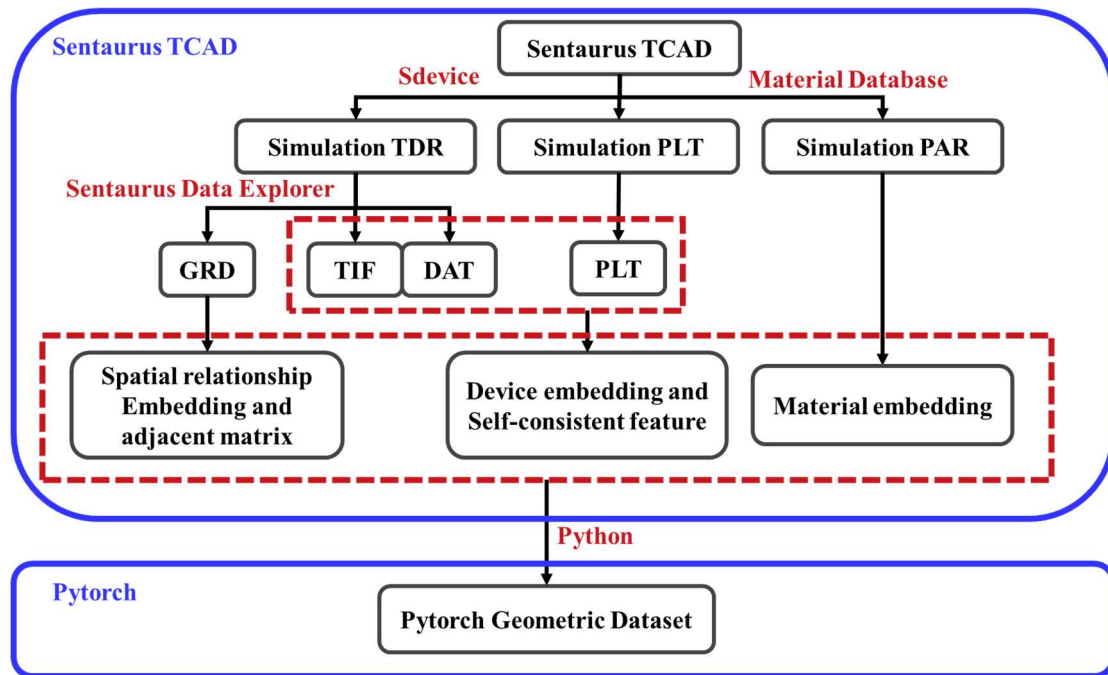 Sentaurus TCAD
Sentaurus TCAD
Sdevice
Material Database
Simulation TDR
Simulation PLT
Simulation PAR
Sentaurus Data Explorer
GRD
TIF
DAT
PLT
Spatial relationship
Embedding and
adjacent matrix
Device embedding and
Self-consistent feature
Material embedding
Python
Pytorch
Pytorch Geometric Dataset